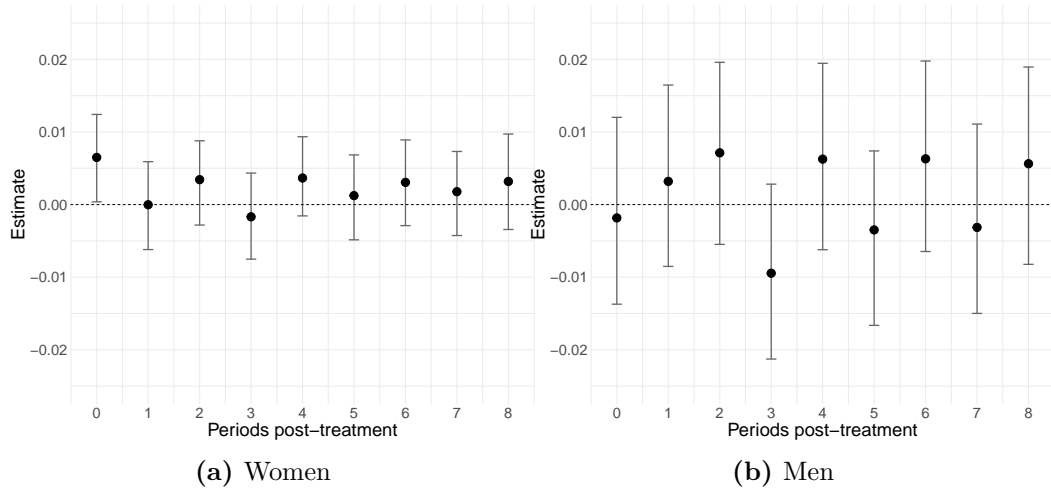 Estimate
0.02
0.01
0.00
−0.01
−0.02
0 1 2 3 4 5 6 7 8
Periods post−treatment
(a) Women
Estimate
0.02
0.01
0.00
−0.01
−0.02
0 1 2 3 4 5 6 7 8
Periods post−treatment
(b) Men